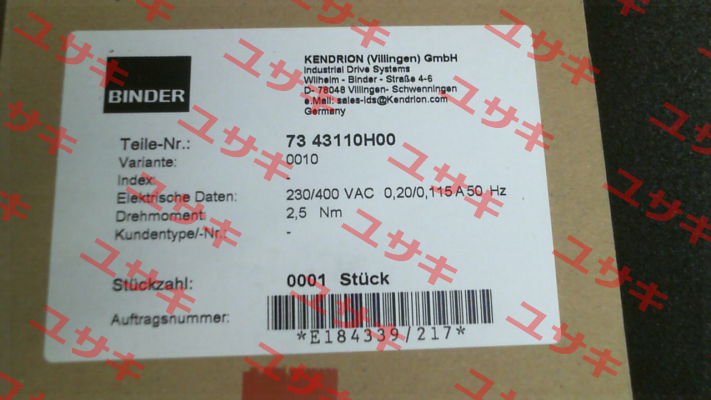 BINDER
KENDRION (Villingen) GmbH
Industrial Drive Systems
Wilhelm - Binder - Straße 4-6
D- 78048 Villingen- Schwenningen
e.Mail: sales-ids@Kendrion.com
Germany
Teile-Nr.: 73 43110H00
Variante: 0010
Index: -
Elektrische Daten: 230/400 VAC 0,20/0,115 A 50 Hz
Drehmoment: 2,5 Nm
Kundentype/-Nr.: -
Stückzahl: 0001 Stück
Auftragsnummer:
*E184339/217*
ユサキ